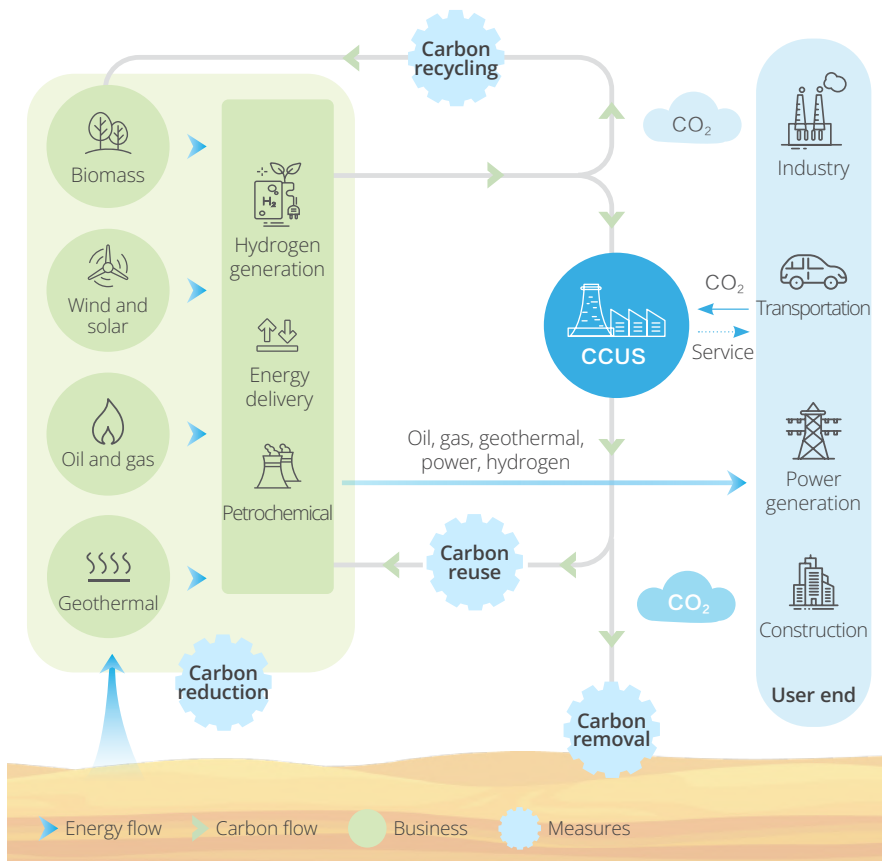 Carbon
recycling
CO₂
Biomass
H₂
Hydrogen
generation
Industry
Wind and
solar
CO₂
Transportation
Service
CCUS
Energy
delivery
Oil and gas
Oil, gas, geothermal,
power, hydrogen
Petrochemical
Power
generation
Carbon
reuse
Geothermal
CO₂
Construction
Carbon
reduction
User end
Carbon
removal
Energy flow
Carbon flow
Business
Measures